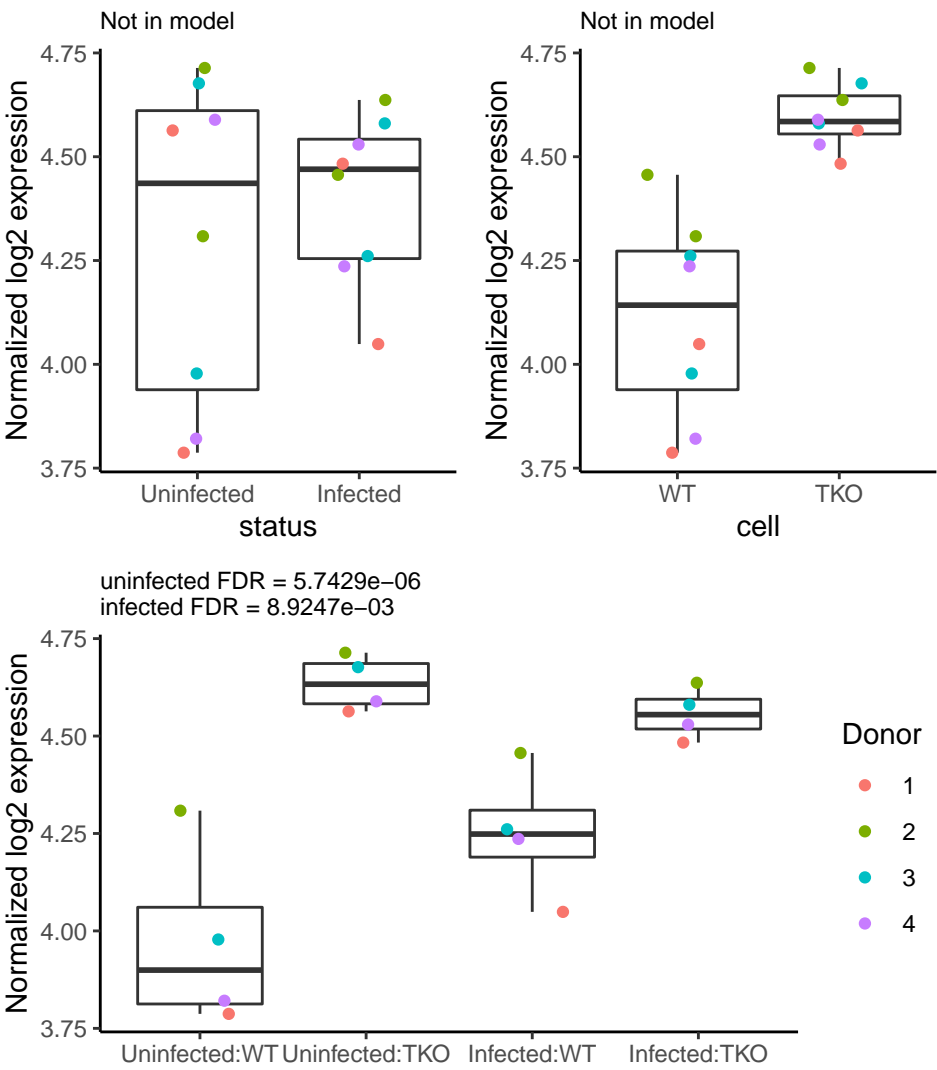 Not in model
4.75
4.50
4.25
4.00
3.75
Normalized log2 expression
Uninfected Infected
status
Not in model
4.75
4.50
4.25
4.00
3.75
Normalized log2 expression
WT TKO
cell
uninfected FDR = 5.7429e−06
infected FDR = 8.9247e−03
4.75
4.50
4.25
4.00
3.75
Normalized log2 expression
Uninfected:WT Uninfected:TKO Infected:WT Infected:TKO
Donor
1
2
3
4